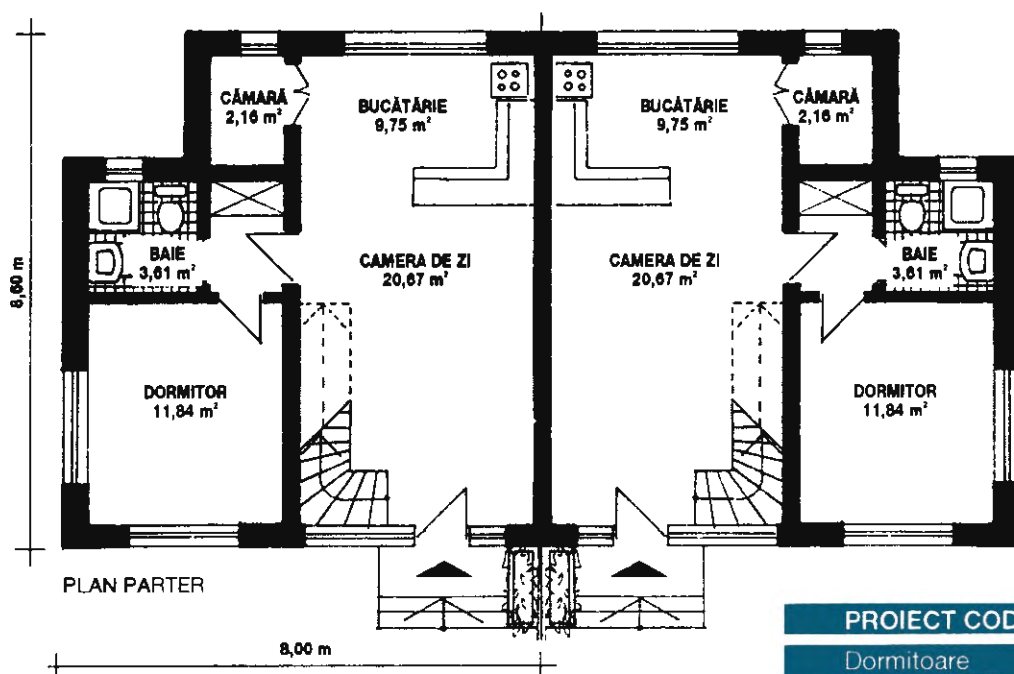 CĂMARĂ
2,16 m²
BUCĂTĂRIE
9,75 m²
BUCĂTĂRIE
9,75 m²
CĂMARĂ
2,16 m²
BAIE
3,61 m²
CAMERA DE ZI
20,67 m²
CAMERA DE ZI
20,67 m²
BAIE
3,61 m²
8,60 m
DORMITOR
11,84 m²
DORMITOR
11,84 m²
PLAN PARTER
8,00 m
PROIECT COD
Dormitoare